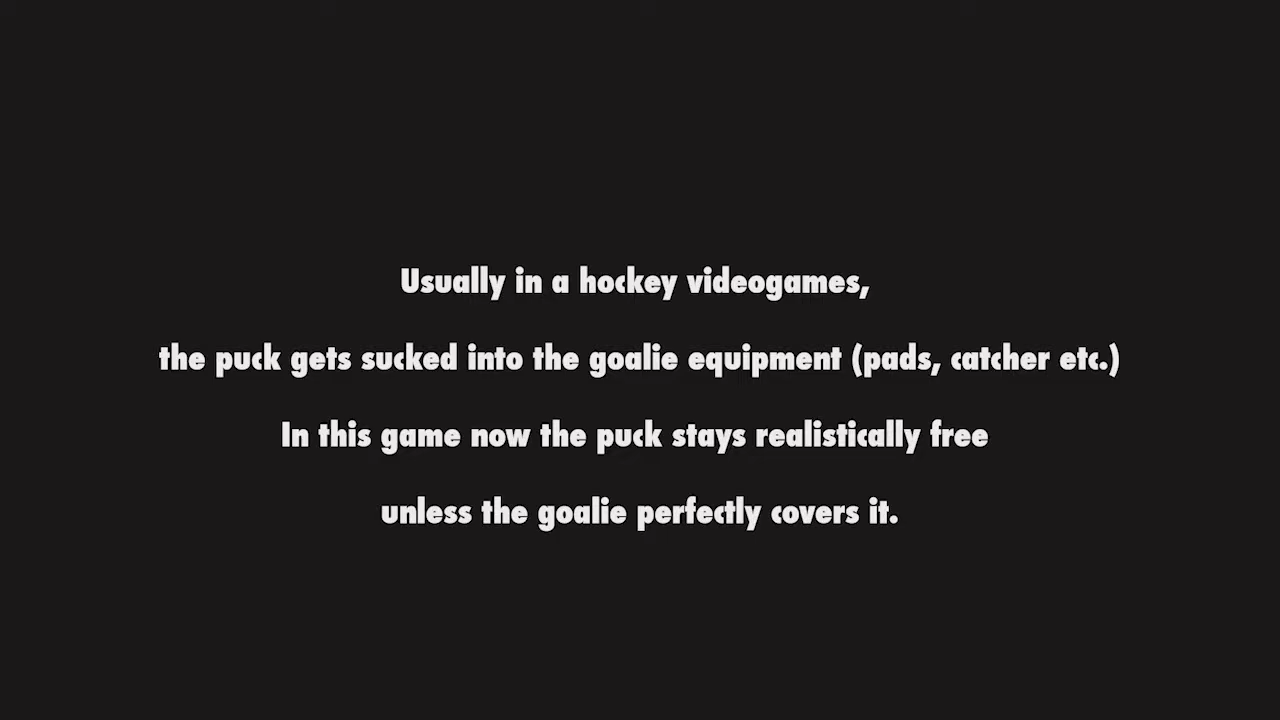 Usually in a hockey videogames,
the puck gets sucked into the goalie equipment (pads, catcher etc.)
In this game now the puck stays realistically free
unless the goalie perfectly covers it.